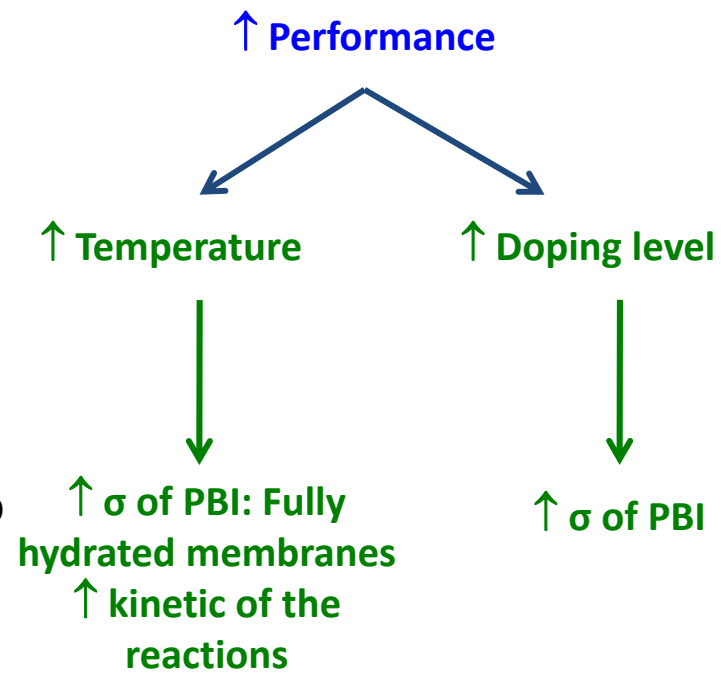 ↑ Performance
↑ Temperature
↑ Doping level
↑ σ of PBI: Fully
hydrated membranes
↑ kinetic of the
reactions
↑ σ of PBI